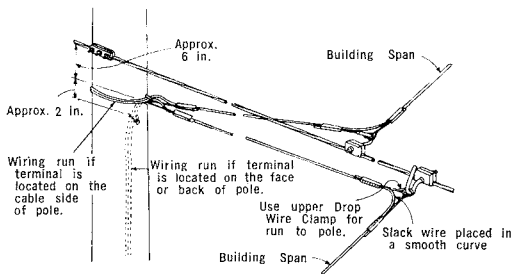 Approx.
6 in.
Building Span
Approx. 2 in.
Wiring run if
terminal is
located on the
cable side
of pole.
Wiring run if terminal
is located on the face
or back of pole.
Use upper Drop
Wire Clamp for
run to pole.
Slack wire placed in
a smooth curve
Building Span